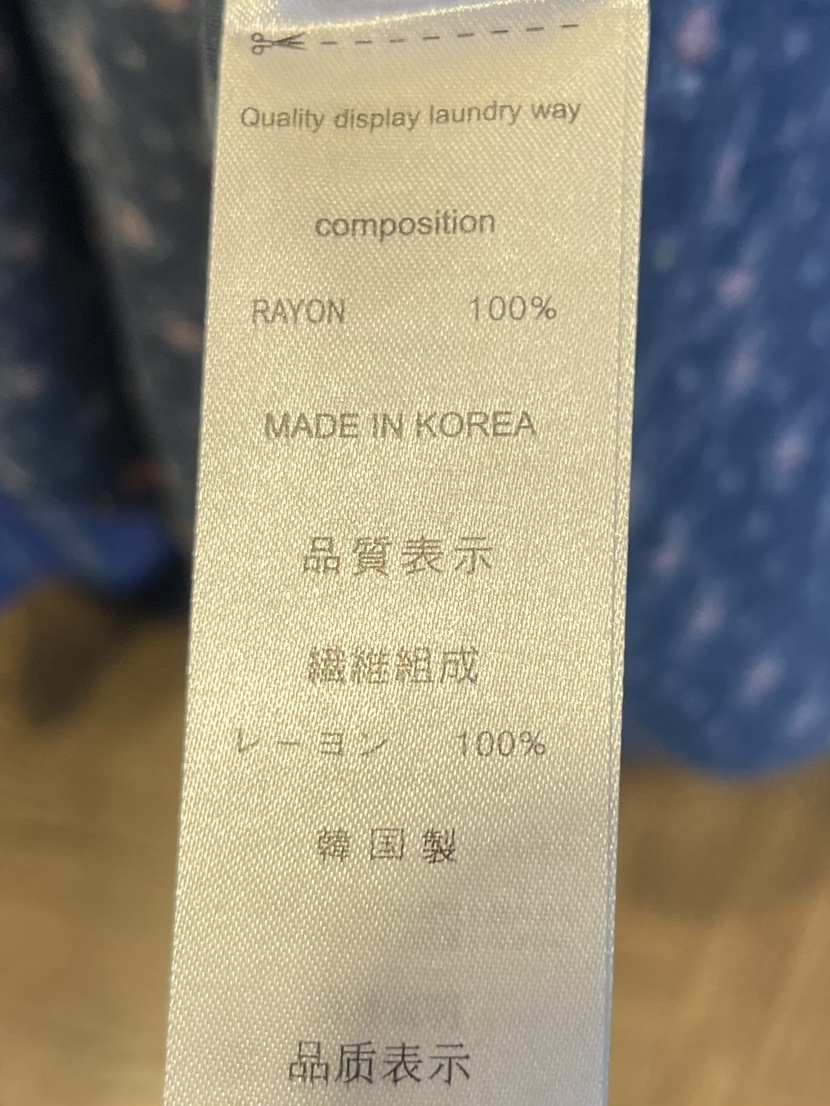 Quality display laundry way
composition
RAYON 100%
MADE IN KOREA
品質表示
繊維組成
レーヨン 100%
韓国製
品质表示